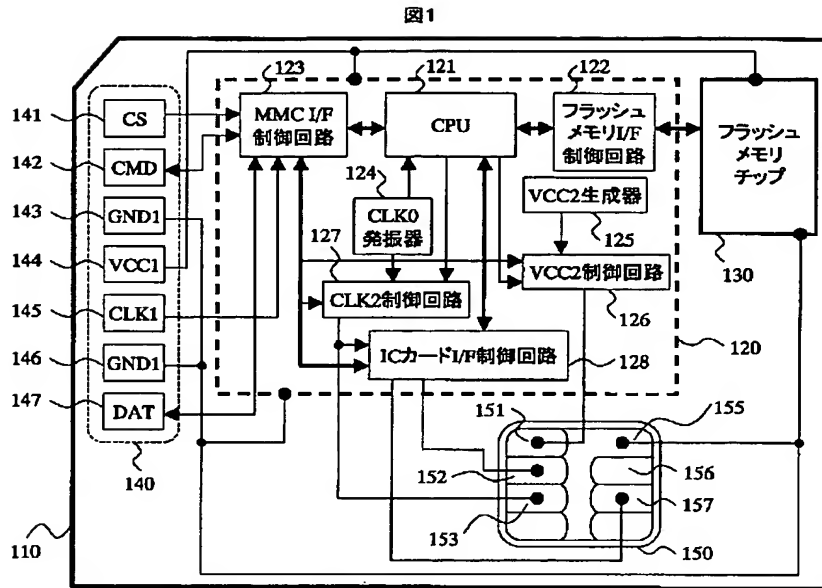 図1
123
121
122
141
142
143
144
145
146
147
CS
CMD
GND1
VCC1
CLK1
GND1
DAT
140
110
MMC I/F
制御回路
CPU
フラッシュ
メモリI/F
制御回路
フラッシュ
メモリ
チップ
130
124
CLK0
発振器
VCC2生成器
125
127
CLK2制御回路
VCC2制御回路
126
ICカードI/F制御回路
128
120
151
152
153
155
156
157
150